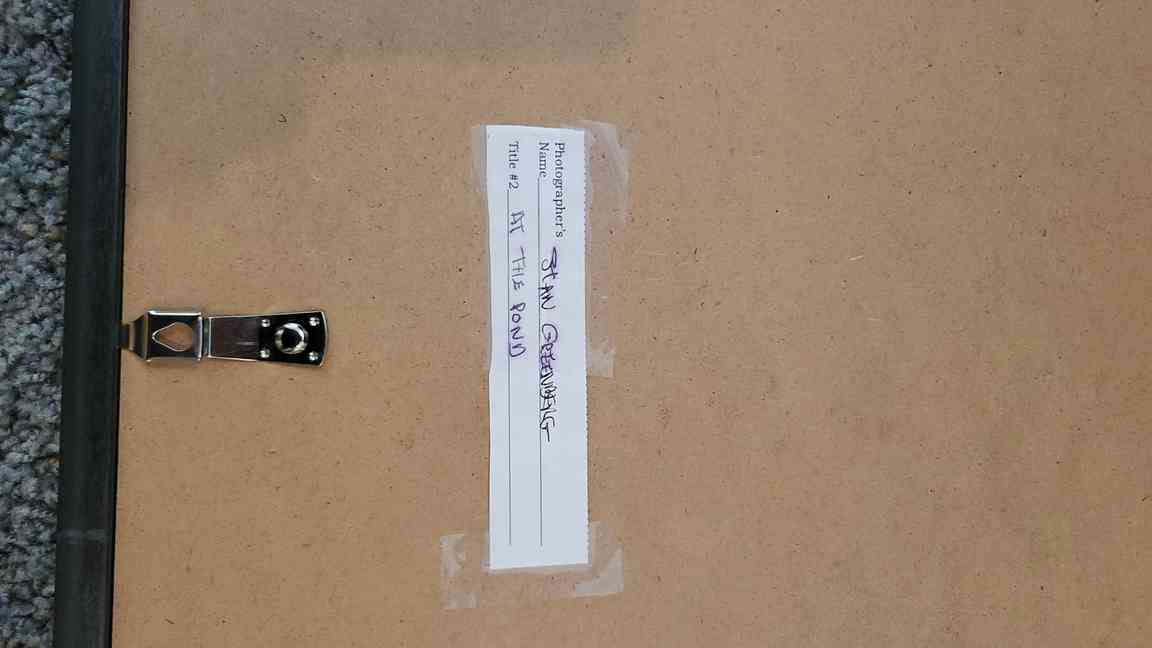 Photographer's
Name STAN GREENBERG
Title #2 AT THE POND